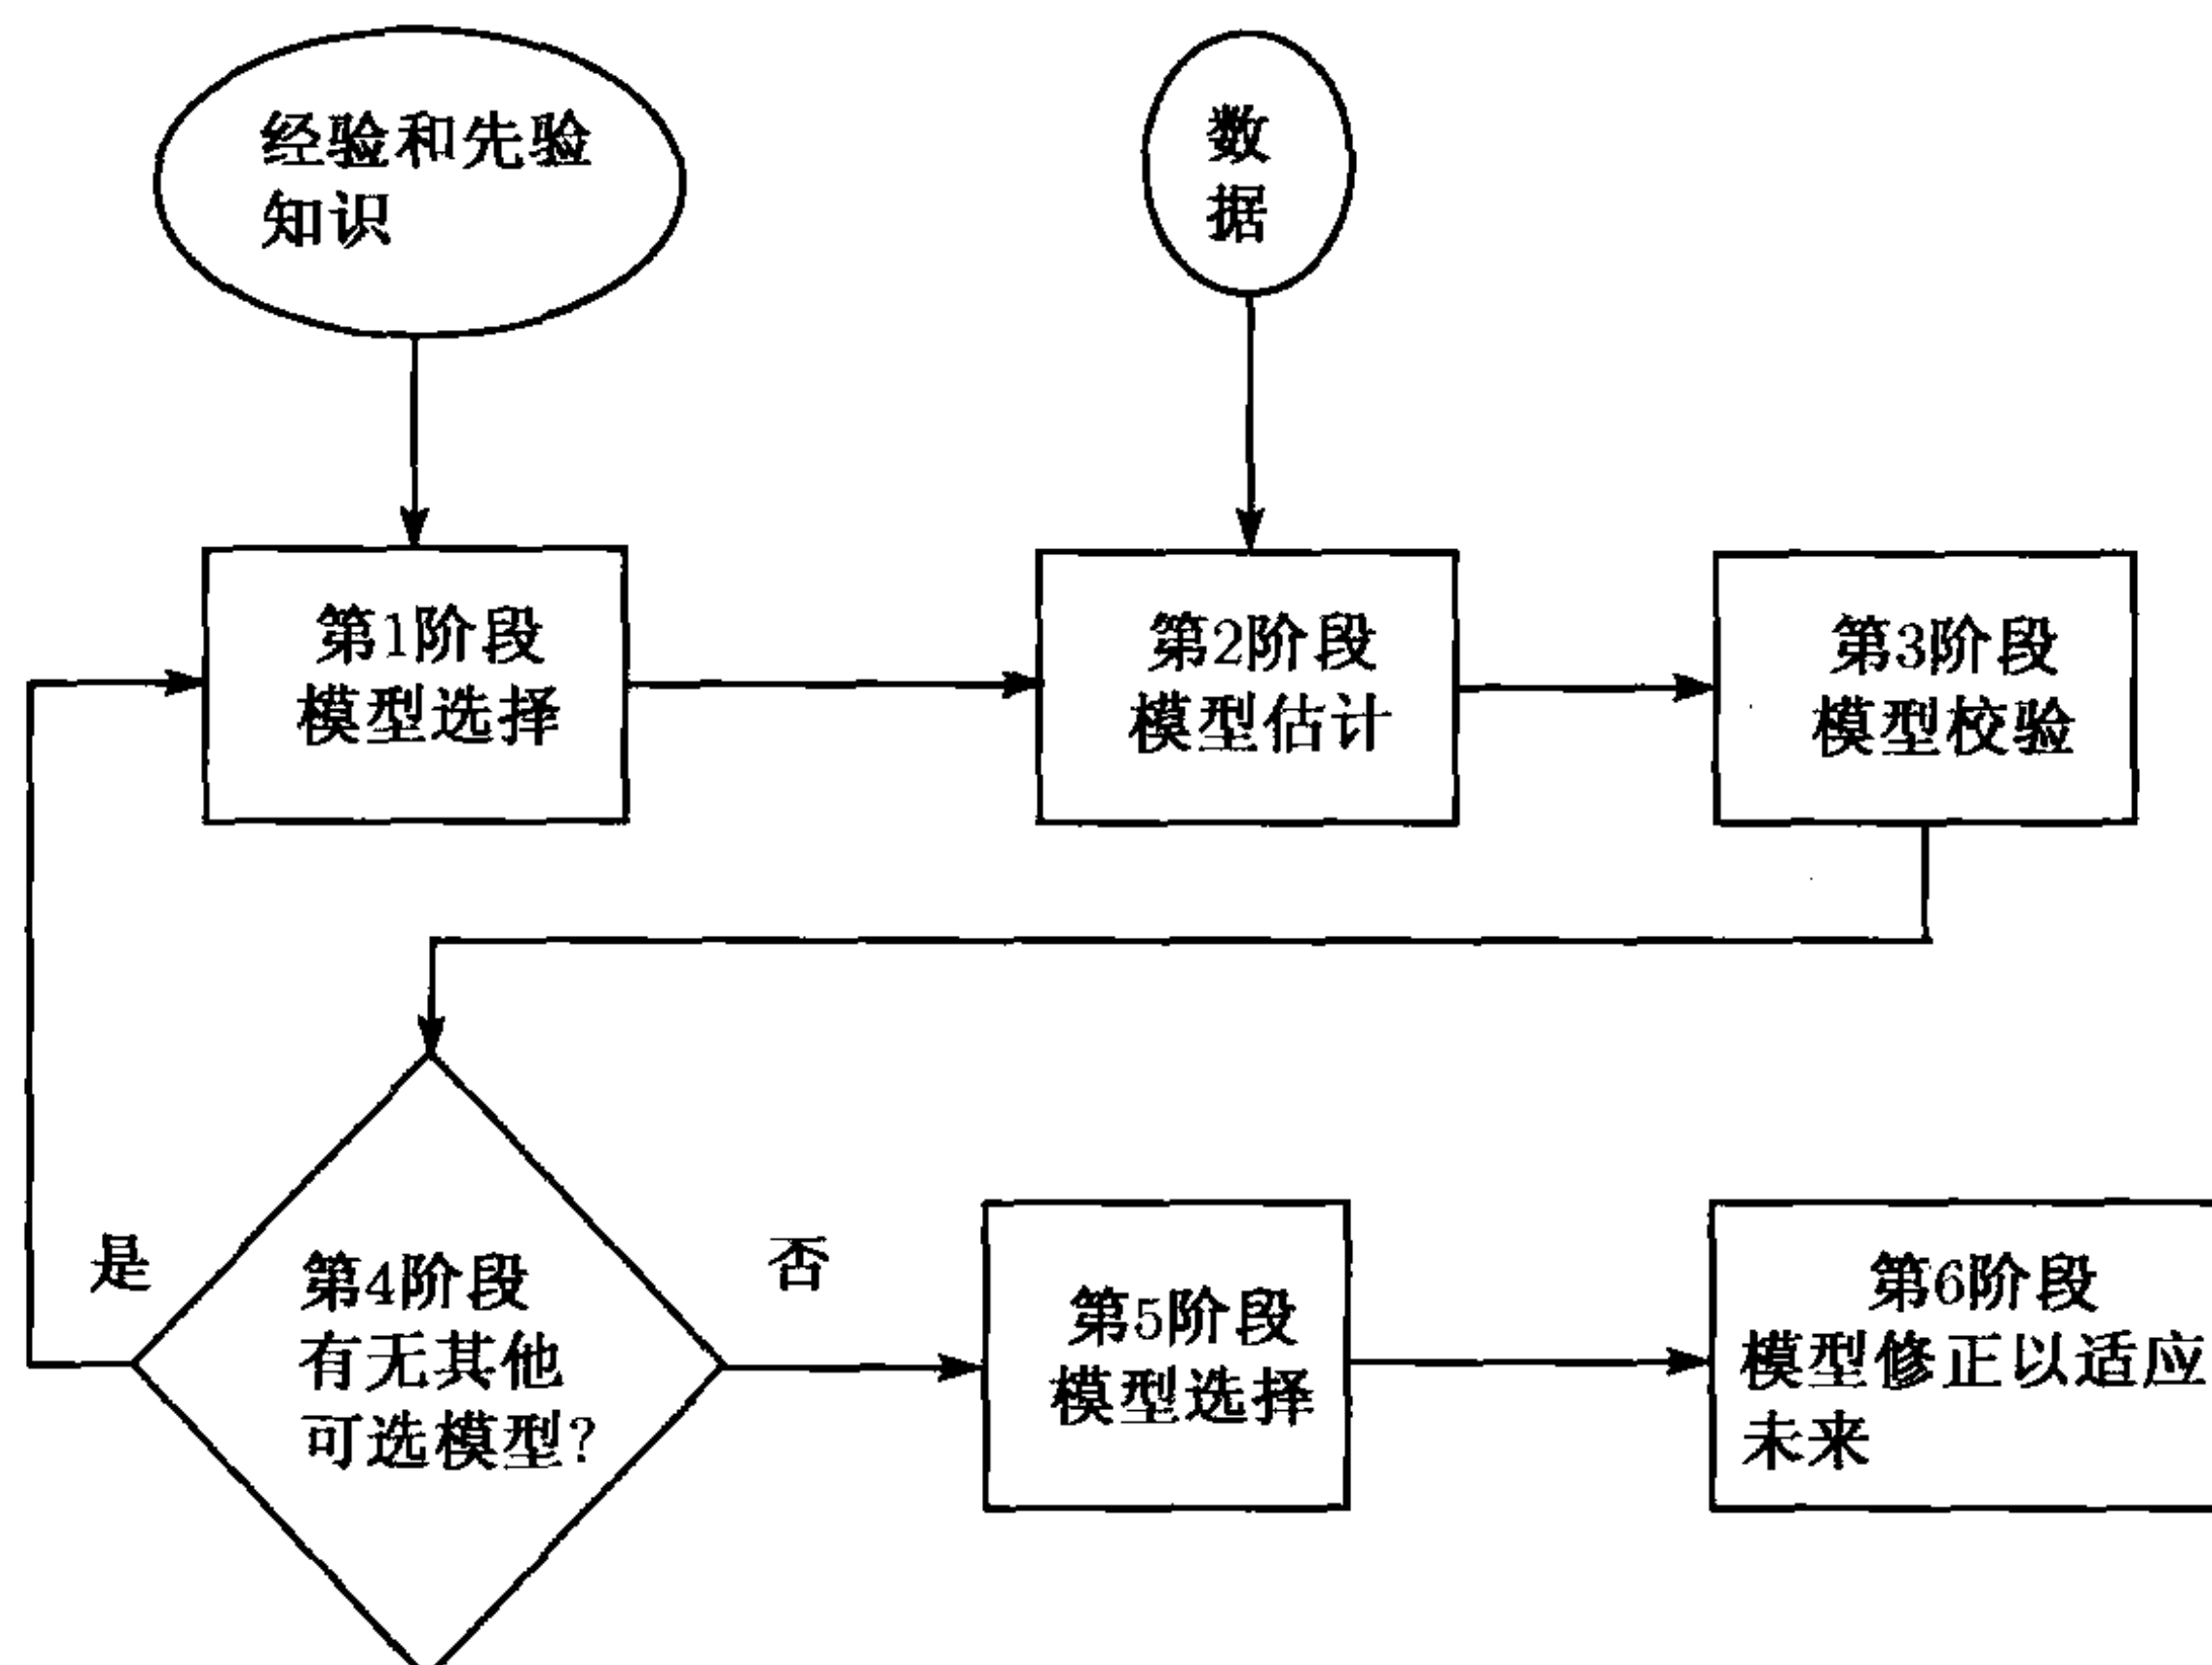 经验和先验
知识
数
据
第1阶段
模型选择
第2阶段
模型估计
第3阶段
模型校验
是
第4阶段
有无其他
可选模型?
否
第5阶段
模型选择
第6阶段
模型修正以适应
未来